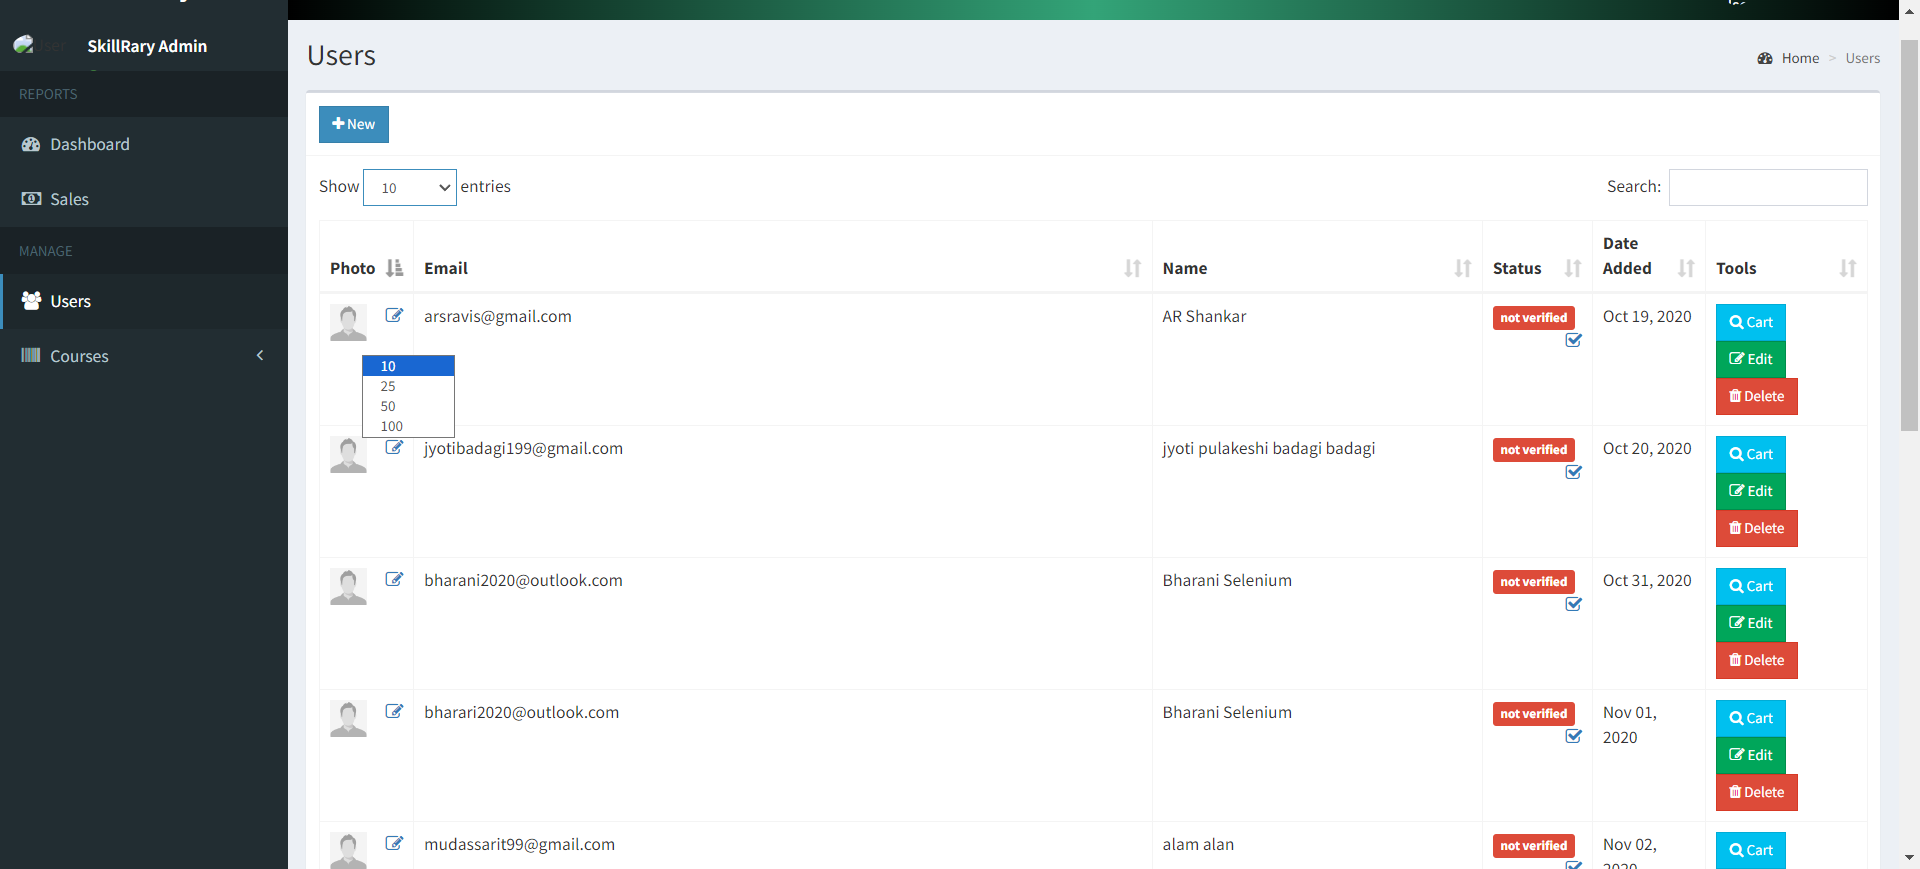 SkillRary Admin
REPORTS
Dashboard
Sales
MANAGE
Users
Courses
Users
Home > Users
New
Show 10 entries
Search:
Photo Email Name Status Date Added Tools
arsravis@gmail.com AR Shankar not verified Oct 19, 2020 Cart
Edit
Delete
10
25
50
100
jyotibadagi199@gmail.com jyoti pulakeshi badagi badagi not verified Oct 20, 2020 Cart
Edit
Delete
bharani2020@outlook.com Bharani Selenium not verified Oct 31, 2020 Cart
Edit
Delete
bharari2020@outlook.com Bharani Selenium not verified Nov 01, 2020 Cart
Edit
Delete
mudassarit99@gmail.com alam alan not verified Nov 02, Cart